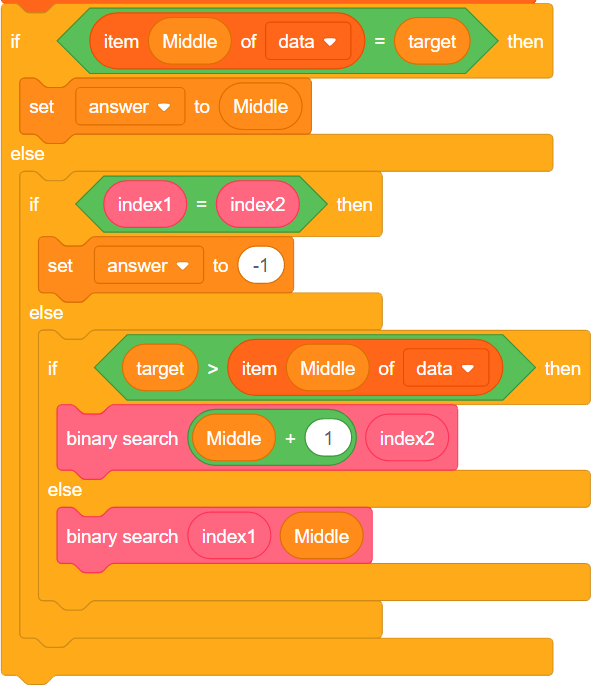 if item Middle of data = target then
set answer to Middle
else
if index1 = index2 then
set answer to -1
else
if target > item Middle of data then
binary search Middle + 1 index2
else
binary search index1 Middle